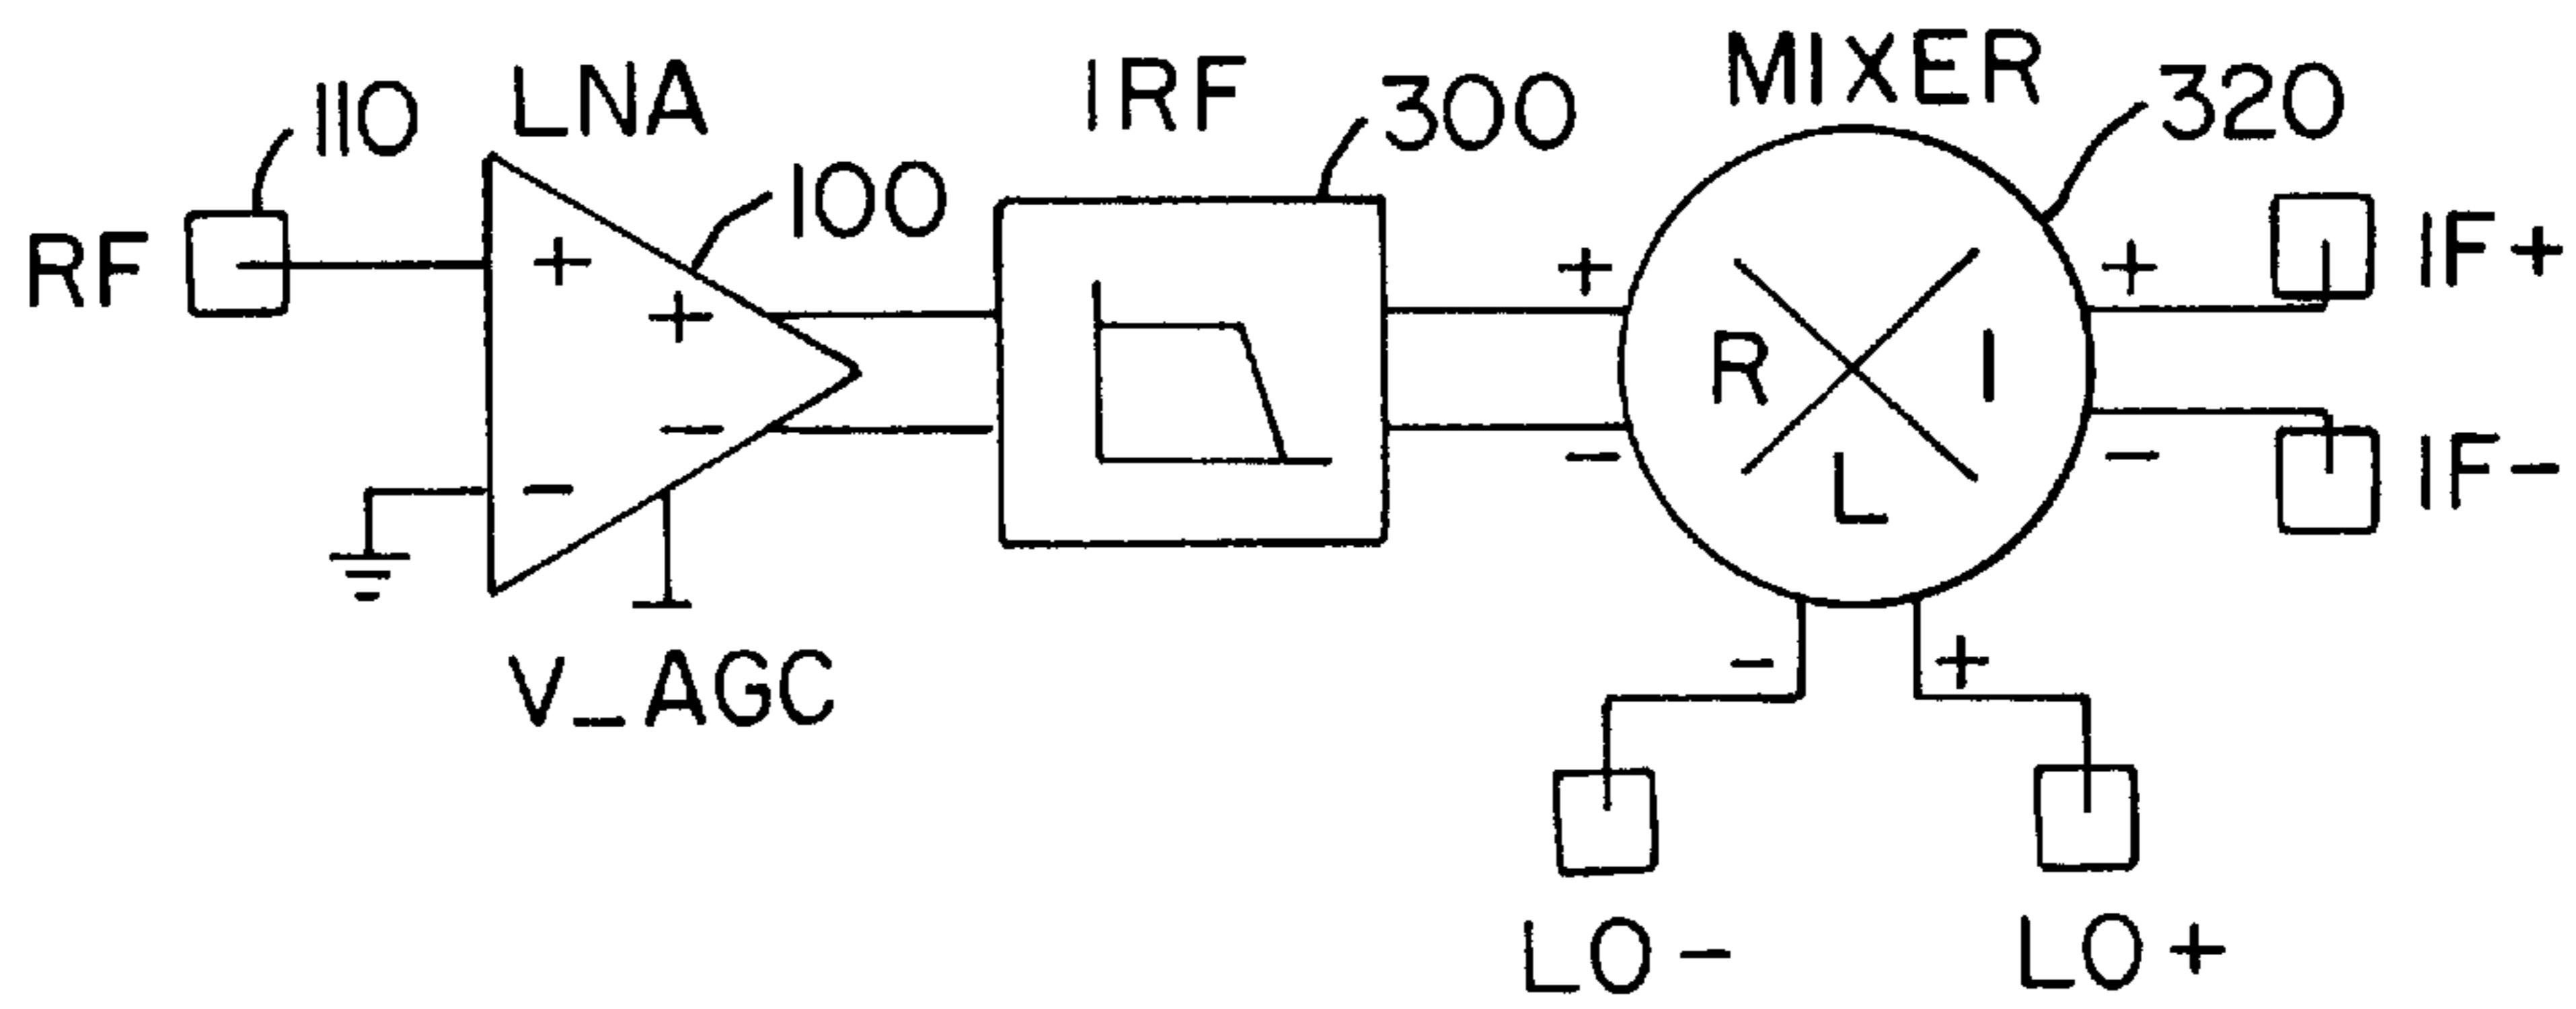 RF
110
LNA
100
+
-
+
-
V_AGC
IRF
300
MIXER
320
+
-
R
I
L
+
-
IF+
IF-
-
+
LO-
LO+